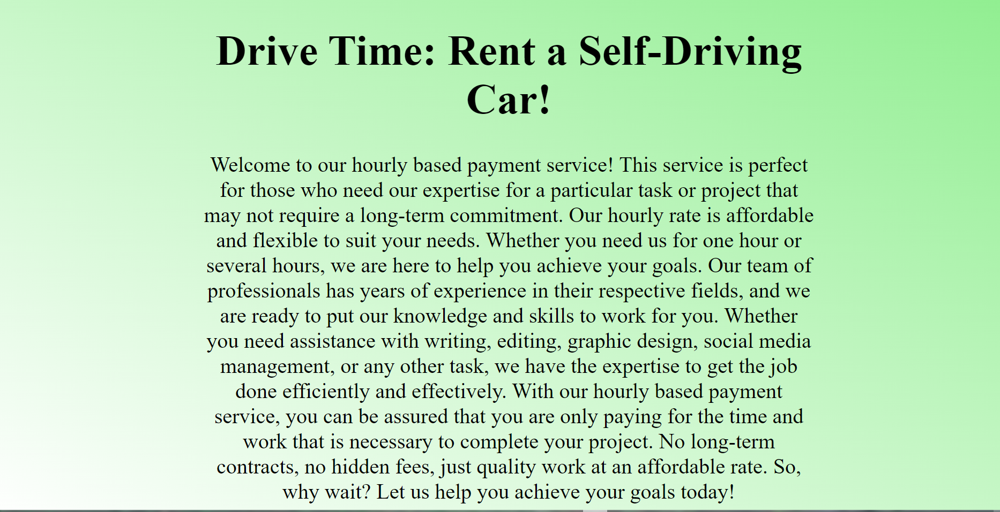 Drive Time: Rent a Self-Driving
Car!
Welcome to our hourly based payment service! This service is perfect
for those who need our expertise for a particular task or project that
may not require a long-term commitment. Our hourly rate is affordable
and flexible to suit your needs. Whether you need us for one hour or
several hours, we are here to help you achieve your goals. Our team of
professionals has years of experience in their respective fields, and we
are ready to put our knowledge and skills to work for you. Whether
you need assistance with writing, editing, graphic design, social media
management, or any other task, we have the expertise to get the job
done efficiently and effectively. With our hourly based payment
service, you can be assured that you are only paying for the time and
work that is necessary to complete your project. No long-term
contracts, no hidden fees, just quality work at an affordable rate. So,
why wait? Let us help you achieve your goals today!